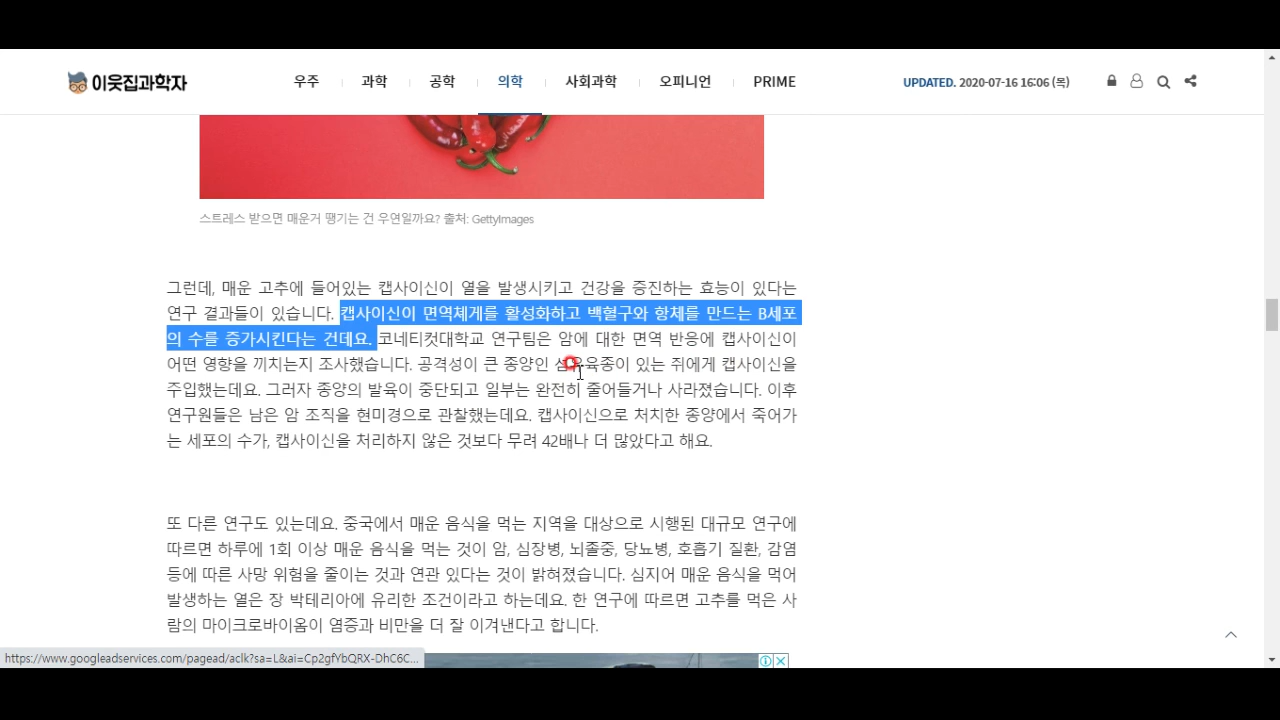 이웃집과학자
우주 과학 공학 의학 사회과학 오피니언 PRIME
UPDATED. 2020-07-16 16:06 (목)
스트레스 받으면 매운거 땡기는 건 우연일까요? 출처: GettyImages
그런데, 매운 고추에 들어있는 캡사이신이 열을 발생시키고 건강을 증진하는 효능이 있다는
연구 결과들이 있습니다. 캡사이신이 면역체계를 활성화하고 백혈구와 항체를 만드는 B세포
의 수를 증가시킨다는 건데요. 코네티컷대학교 연구팀은 암에 대한 면역 반응에 캡사이신이
어떤 영향을 끼치는지 조사했습니다. 공격성이 큰 종양인 섬유육종이 있는 쥐에게 캡사이신을
주입했는데요. 그러자 종양의 발육이 중단되고 일부는 완전히 줄어들거나 사라졌습니다. 이후
연구원들은 남은 암 조직을 현미경으로 관찰했는데요. 캡사이신으로 처치한 종양에서 죽어가
는 세포의 수가, 캡사이신을 처리하지 않은 것보다 무려 42배나 더 많았다고 해요.
또 다른 연구도 있는데요. 중국에서 매운 음식을 먹는 지역을 대상으로 시행된 대규모 연구에
따르면 하루에 1회 이상 매운 음식을 먹는 것이 암, 심장병, 뇌졸중, 당뇨병, 호흡기 질환, 감염
등에 따른 사망 위험을 줄이는 것과 연관 있다는 것이 밝혀졌습니다. 심지어 매운 음식을 먹어
발생하는 열은 장 박테리아에 유리한 조건이라고 하는데요. 한 연구에 따르면 고추를 먹은 사
람의 마이크로바이옴이 염증과 비만을 더 잘 이겨낸다고 합니다.
https://www.googleadservices.com/pagead/aclk?sa=L&ai=Cp2gfYbQRX-DhC6C...